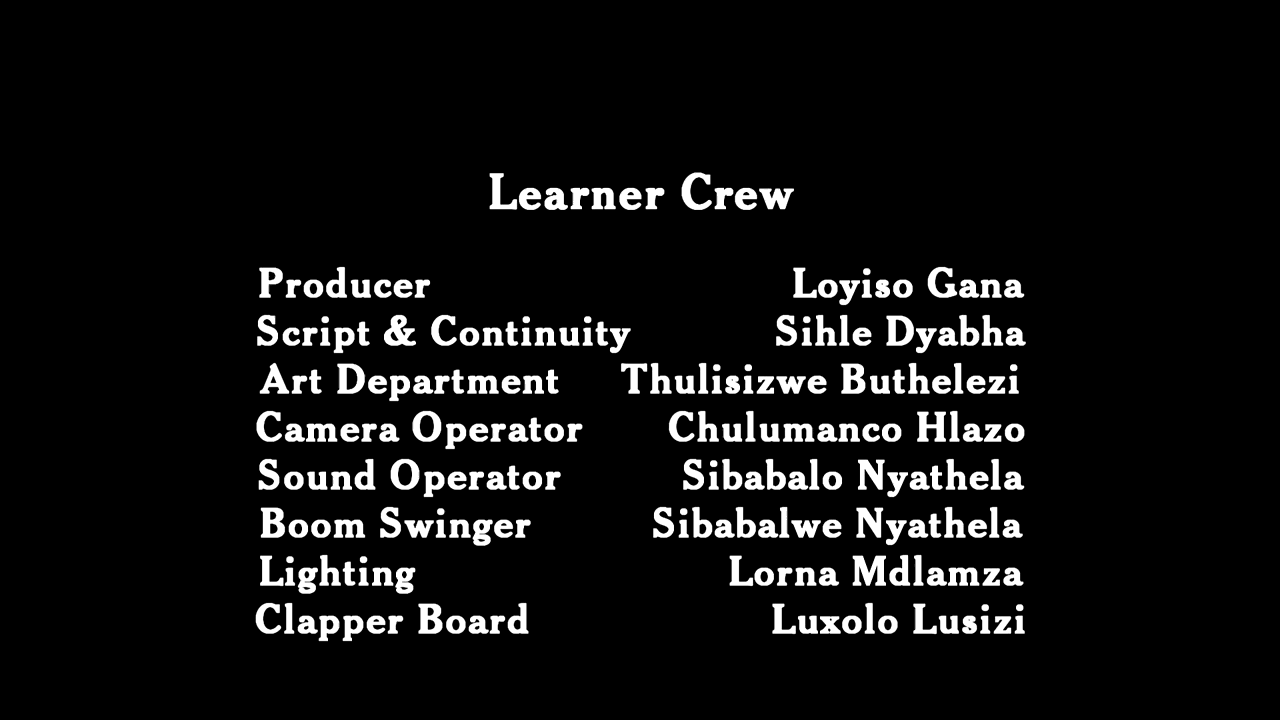 Learner Crew
Producer Loyiso Gana
Script & Continuity Sihle Dyabha
Art Department Thulisizwe Buthelezi
Camera Operator Chulumanco Hlazo
Sound Operator Sibabalo Nyathela
Boom Swinger Sibabalwe Nyathela
Lighting Lorna Mdlamza
Clapper Board Luxolo Lusizi